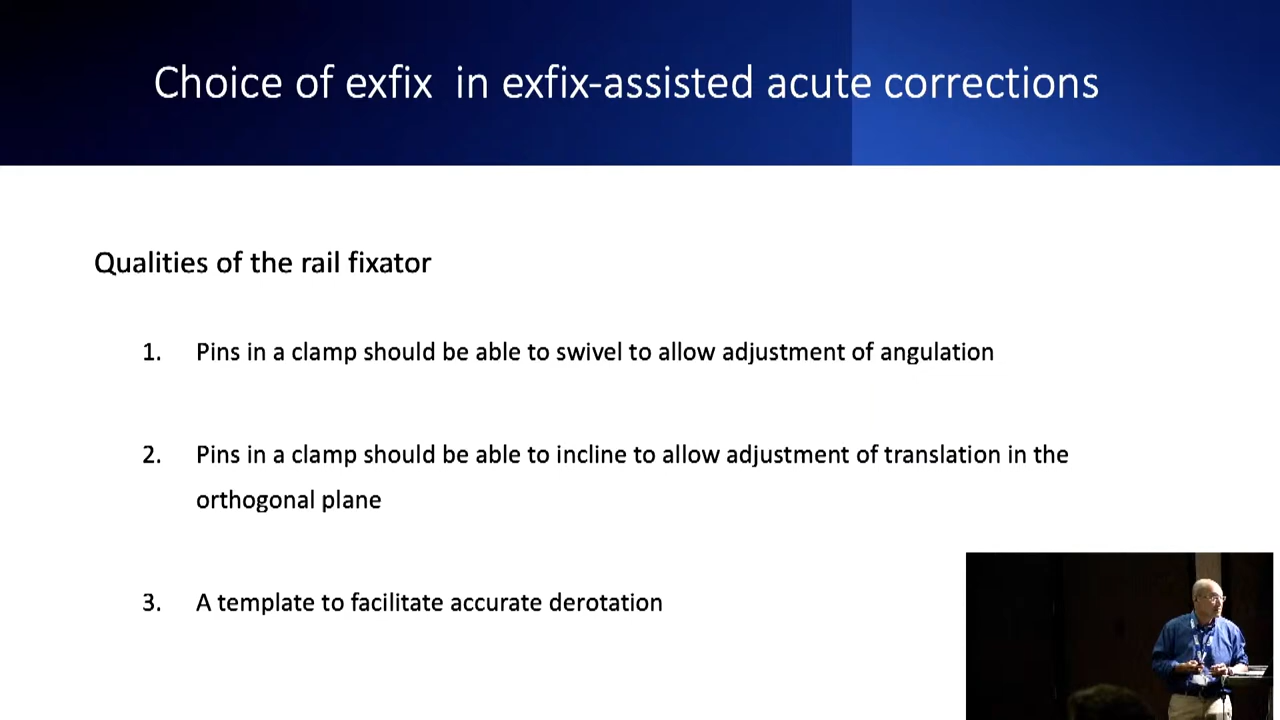 Choice of exfix  in exfix-assisted acute corrections
Qualities of the rail fixator
1. Pins in a clamp should be able to swivel to allow adjustment of angulation
2. Pins in a clamp should be able to incline to allow adjustment of translation in the
orthogonal plane
3. A template to facilitate accurate derotation